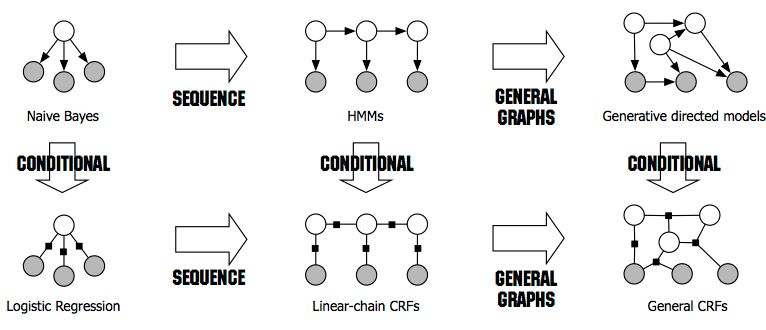 SEQUENCE
GENERAL
GRAPHS
Naive Bayes
HMMs
Generative directed models
CONDITIONAL
CONDITIONAL
CONDITIONAL
SEQUENCE
GENERAL
GRAPHS
Logistic Regression
Linear-chain CRFs
General CRFs